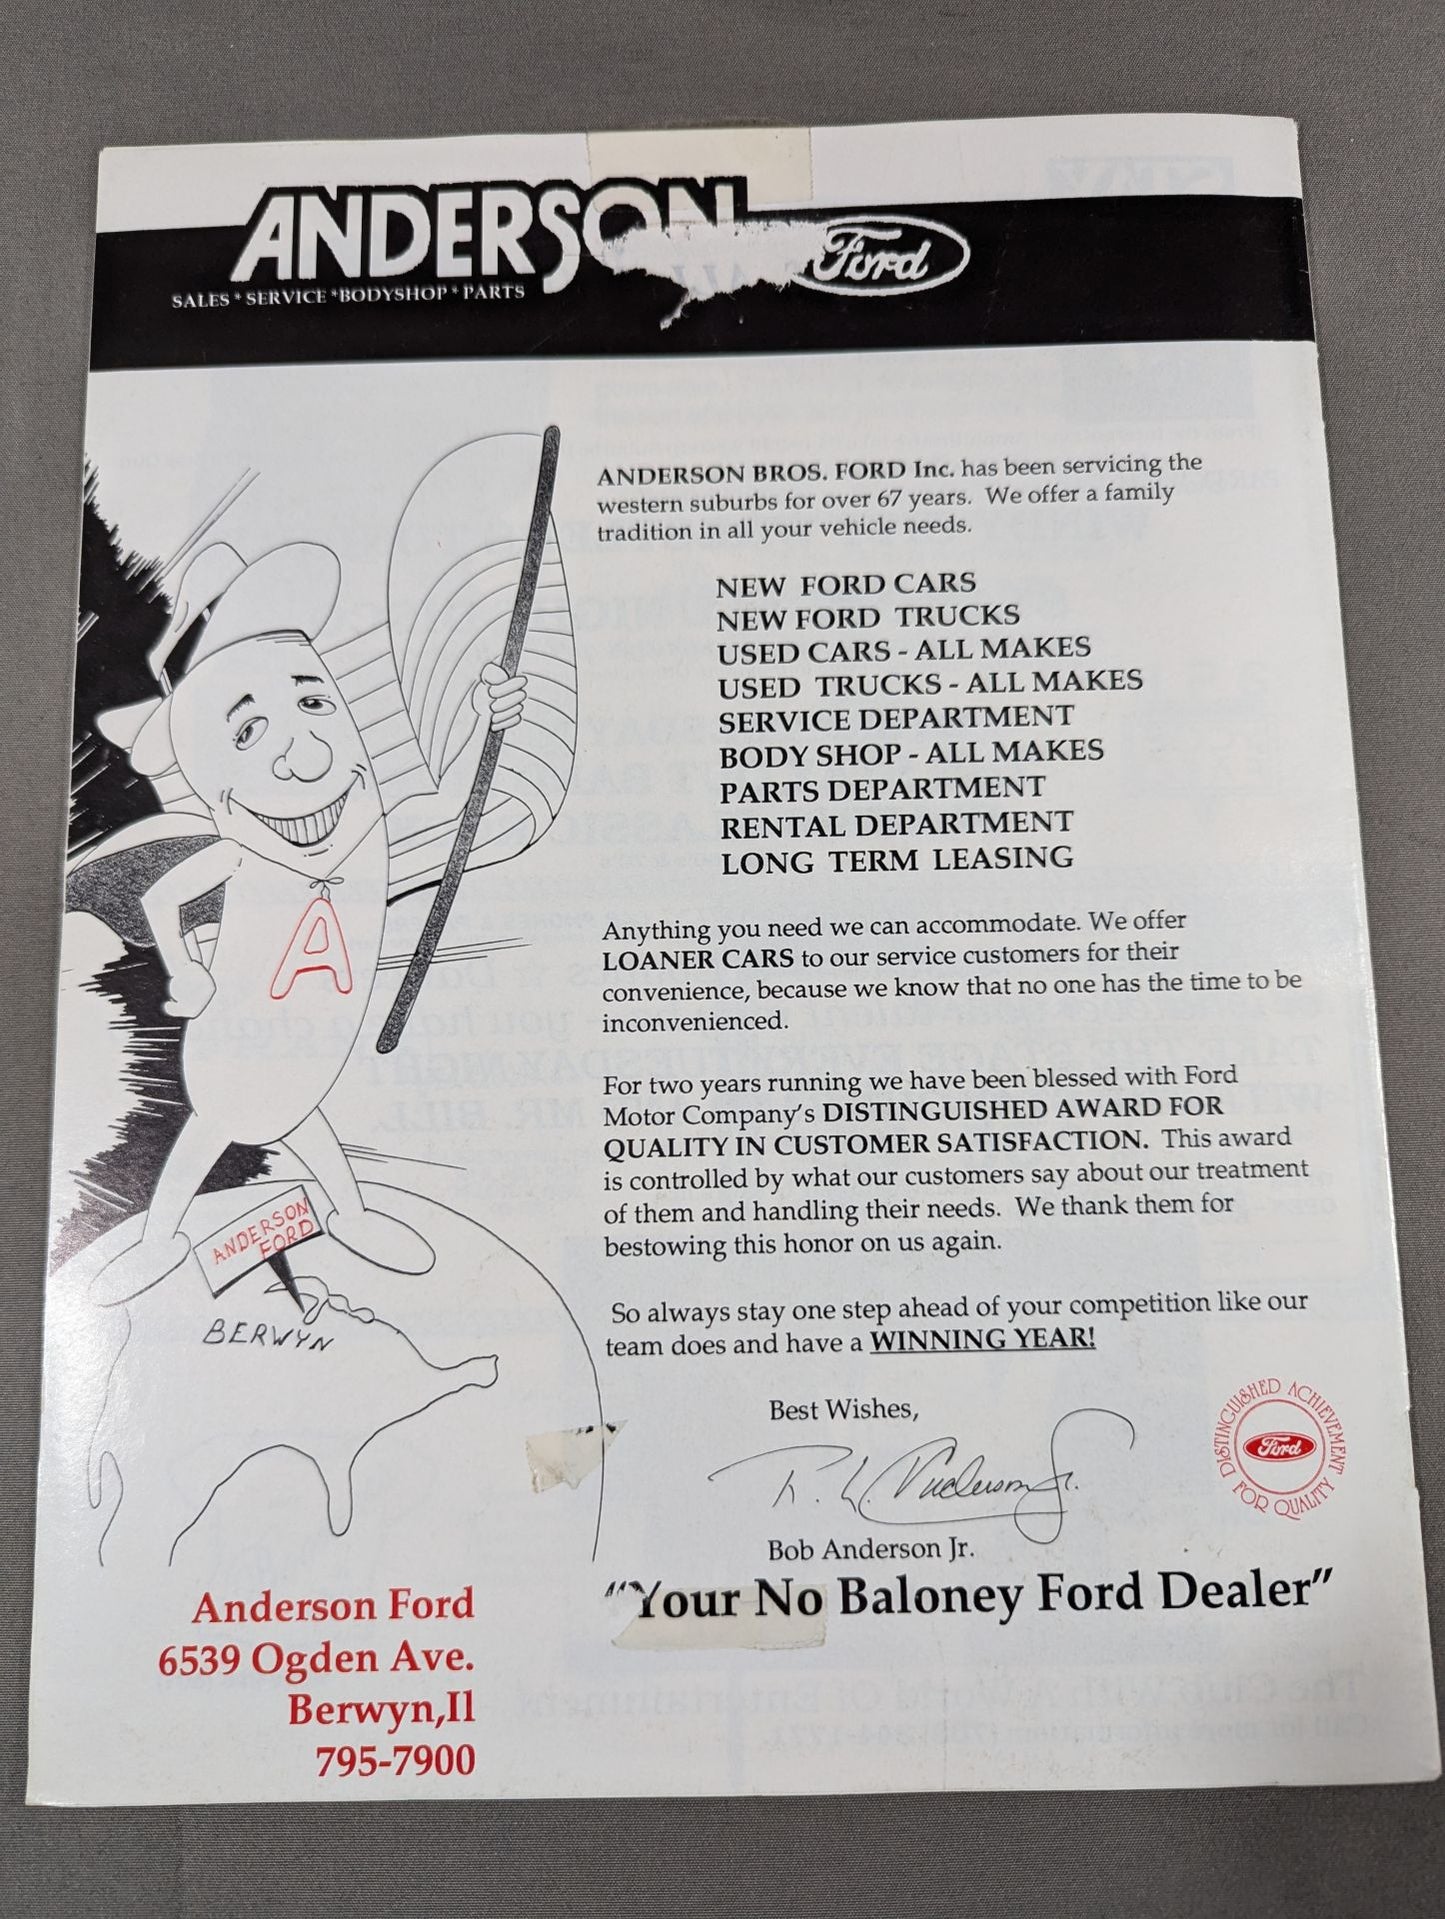 ANDERSON
Ford
SALES * SERVICE *BODYSHOP * PARTS
ANDERSON BROS. FORD Inc. has been servicing the
western suburbs for over 67 years. We offer a family
tradition in all your vehicle needs.
NEW FORD CARS
NEW FORD TRUCKS
USED CARS - ALL MAKES
USED TRUCKS - ALL MAKES
SERVICE DEPARTMENT
BODY SHOP - ALL MAKES
PARTS DEPARTMENT
RENTAL DEPARTMENT
LONG TERM LEASING
Anything you need we can accommodate. We offer
LOANER CARS to our service customers for their
convenience, because we know that no one has the time to be
inconvenienced.
For two years running we have been blessed with Ford
Motor Company's DISTINGUISHED AWARD FOR
QUALITY IN CUSTOMER SATISFACTION. This award
is controlled by what our customers say about our treatment
of them and handling their needs. We thank them for
bestowing this honor on us again.
So always stay one step ahead of your competition like our
team does and have a WINNING YEAR!
Best Wishes,
R. L. Anderson Jr.
Bob Anderson Jr.
"Your No Baloney Ford Dealer"
DISTINGUISHED ACHIEVEMENT
FOR QUALITY
Ford
A
ANDERSON
FORD
BERWYN
Anderson Ford
6539 Ogden Ave.
Berwyn,Il
795-7900